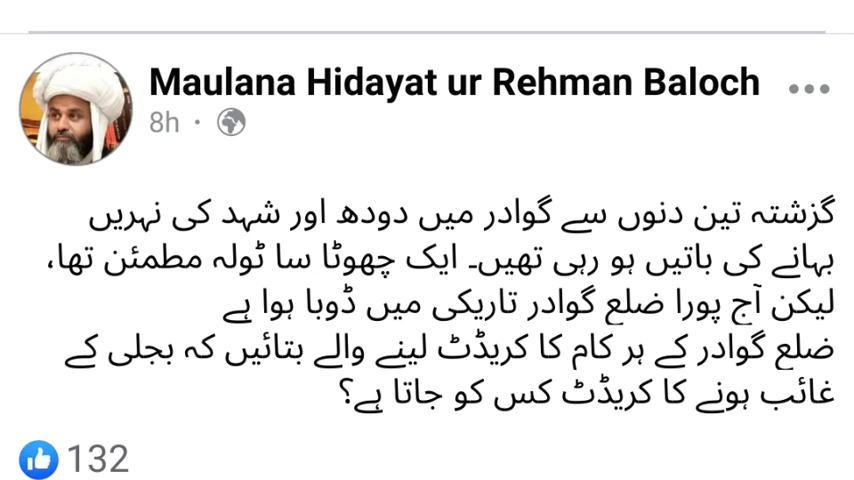 Maulana Hidayat ur Rehman Baloch
8h ·
گزشتہ تین دنوں سے گوادر میں دودھ اور شہد کی نہریں
بہانے کی باتیں ہو رہی تھیں۔ ایک چھوٹا سا ٹولہ مطمئن تھا،
لیکن آج پورا ضلع گوادر تاریکی میں ڈوبا ہوا ہے
ضلع گوادر کے ہر کام کا کریڈٹ لینے والے بتائیں کہ بجلی کے
غائب ہونے کا کریڈٹ کس کو جاتا ہے؟
132